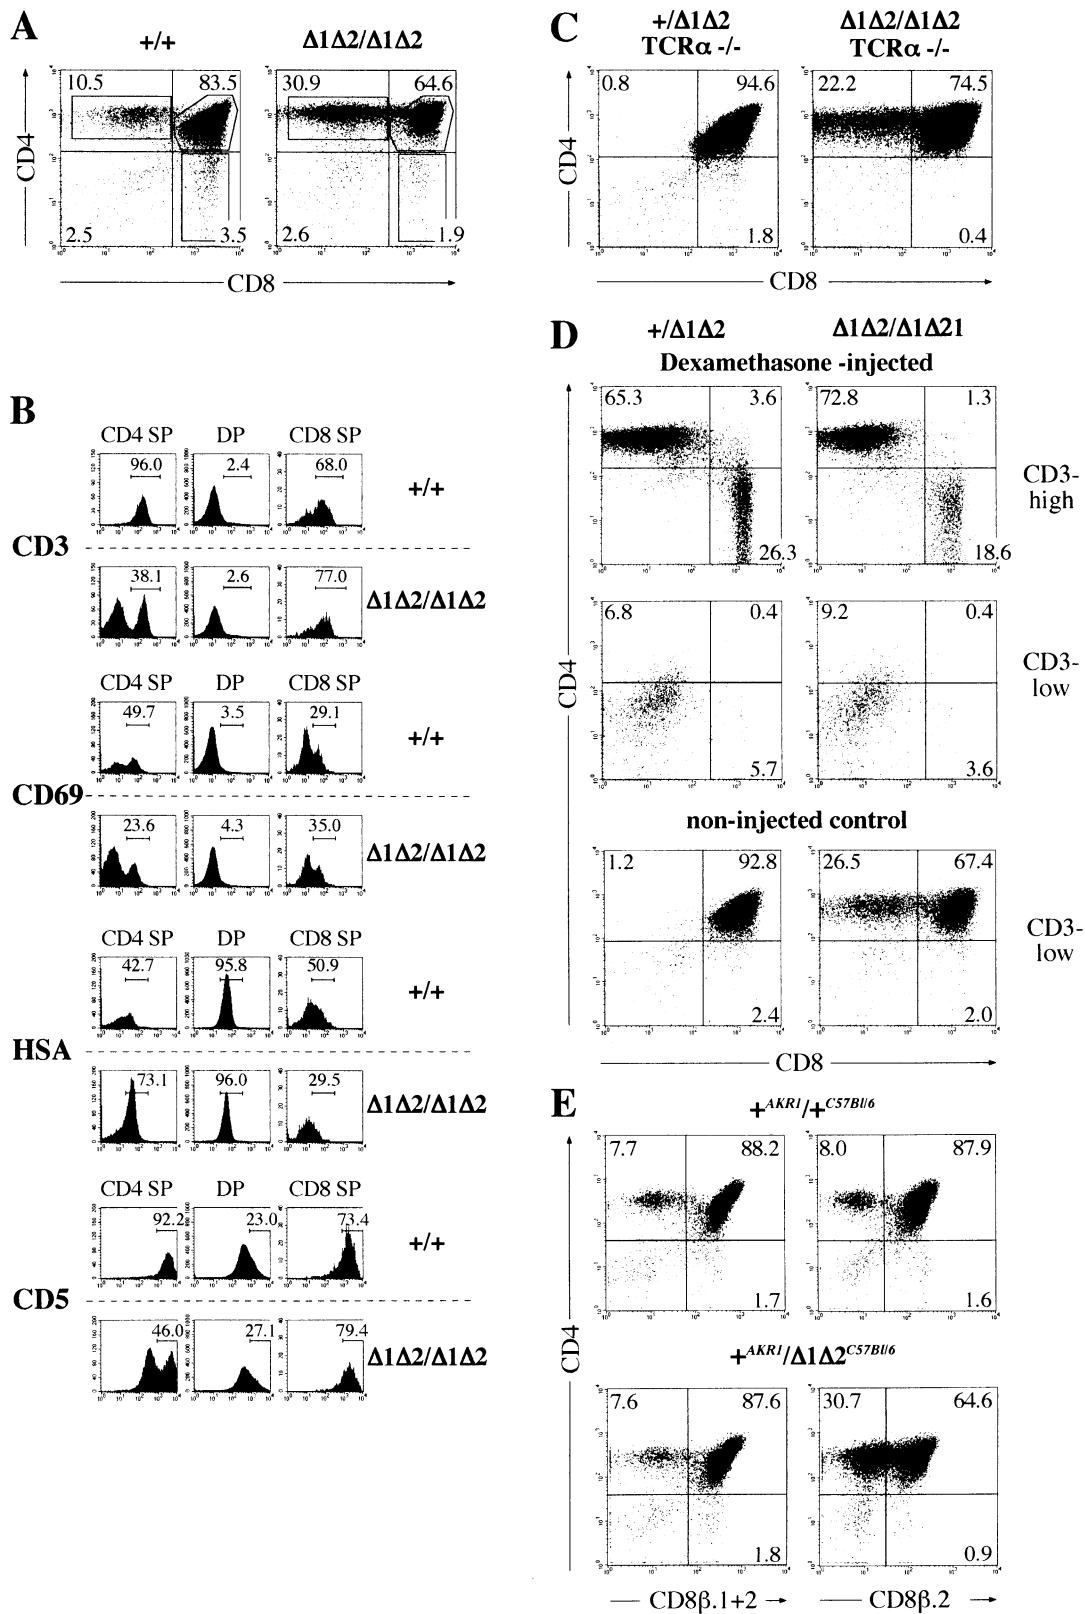 A
+/+
Δ1Δ2/Δ1Δ2
10.5
83.5
2.5
3.5
30.9
64.6
2.6
1.9
CD4
CD8
B
CD4 SP DP CD8 SP
96.0 2.4 68.0
+/+
CD3
38.1 2.6 77.0
Δ1Δ2/Δ1Δ2
CD4 SP DP CD8 SP
49.7 3.5 29.1
+/+
CD69
23.6 4.3 35.0
Δ1Δ2/Δ1Δ2
CD4 SP DP CD8 SP
42.7 95.8 50.9
+/+
HSA
73.1 96.0 29.5
Δ1Δ2/Δ1Δ2
CD4 SP DP CD8 SP
92.2 23.0 73.4
+/+
CD5
46.0 27.1 79.4
Δ1Δ2/Δ1Δ2
C
+/Δ1Δ2
TCRα -/-
Δ1Δ2/Δ1Δ2
TCRα -/-
0.8
94.6
1.8
22.2
74.5
0.4
CD4
CD8
D
+/Δ1Δ2
Δ1Δ2/Δ1Δ21
Dexamethasone -injected
65.3
3.6
26.3
72.8
1.3
18.6
CD3-
high
6.8
0.4
5.7
9.2
0.4
3.6
CD3-
low
CD4
non-injected control
1.2
92.8
2.4
26.5
67.4
2.0
CD3-
low
CD8
E
+AKR1/+C57Bl/6
7.7
88.2
1.7
8.0
87.9
1.6
CD4
+AKR1/Δ1Δ2C57Bl/6
7.6
87.6
1.8
30.7
64.6
0.9
CD8β.1+2
CD8β.2